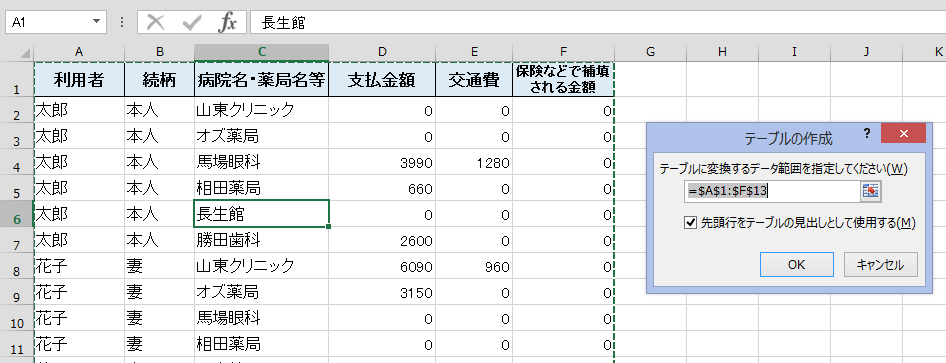 A1 fx 長生館
A B C D E F G H I J K
1 利用者 続柄 病院名・薬局名等 支払金額 交通費 保険などで補填
される金額
2 太郎 本人 山東クリニック 0 0 0
3 太郎 本人 オズ薬局 0 0 0
4 太郎 本人 馬場眼科 3990 1280 0
5 太郎 本人 相田薬局 660 0 0
6 太郎 本人 長生館 0 0 0
7 太郎 本人 勝田歯科 2600 0 0
8 花子 妻 山東クリニック 6090 960 0
9 花子 妻 オズ薬局 3150 0 0
10 花子 妻 馬場眼科 0 0 0
11 花子 妻 相田薬局 0 0 0
テーブルの作成 ? ×
テーブルに変換するデータ範囲を指定してください(W)
=$A$1:$F$13
先頭行をテーブルの見出しとして使用する(M)
OK キャンセル